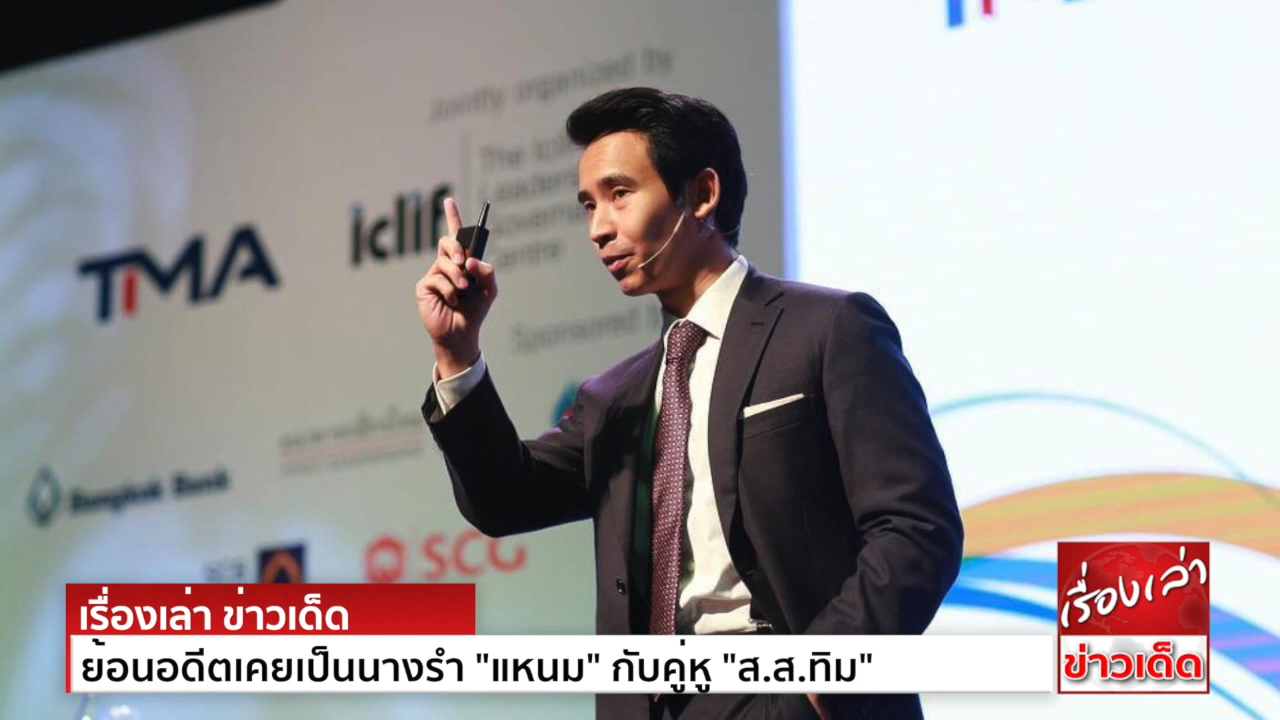 Jointly organized by
TMA
iclif
The Iclif
Sponsored by
Bangkok Bank
SCB
SCG
เรื่องเล่า ข่าวเด็ด
ย้อนอดีตเคยเป็นนางรำ "แหนม" กับคู่หู "ส.ส.ทิม"
เรื่องเล่า
ข่าวเด็ด